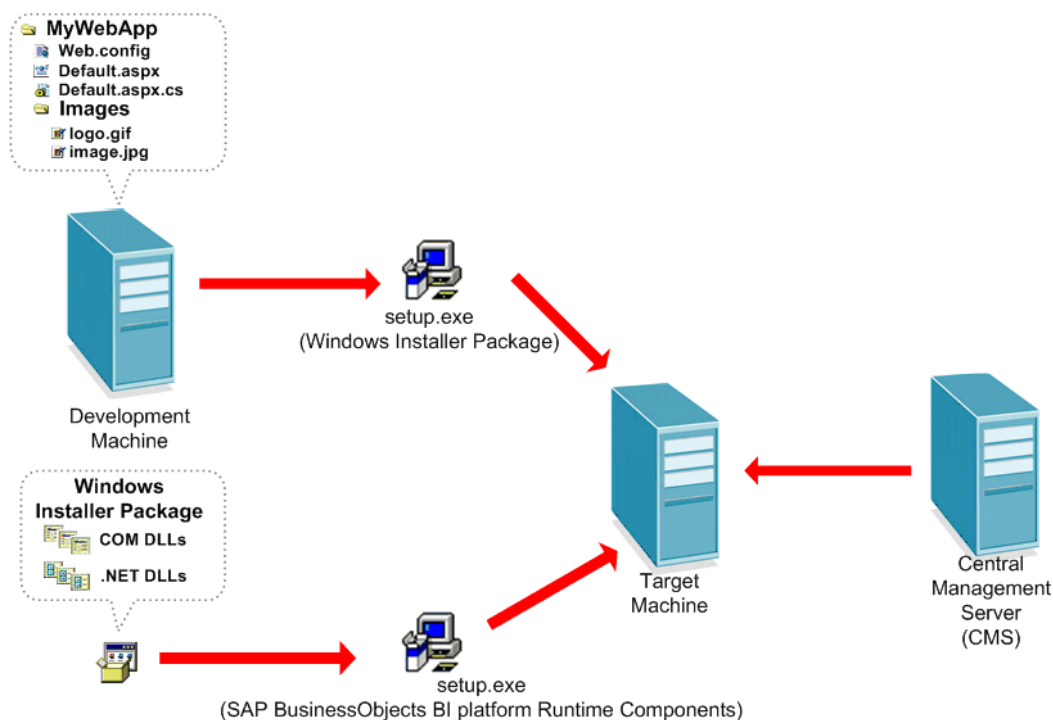 MyWebApp
Web.config
Default.aspx
Default.aspx.cs
Images
logo.gif
image.jpg
setup.exe
(Windows Installer Package)
Development
Machine
Windows
Installer Package
COM DLLs
.NET DLLs
Target
Machine
Central
Management
Server
(CMS)
setup.exe
(SAP BusinessObjects BI platform Runtime Components)